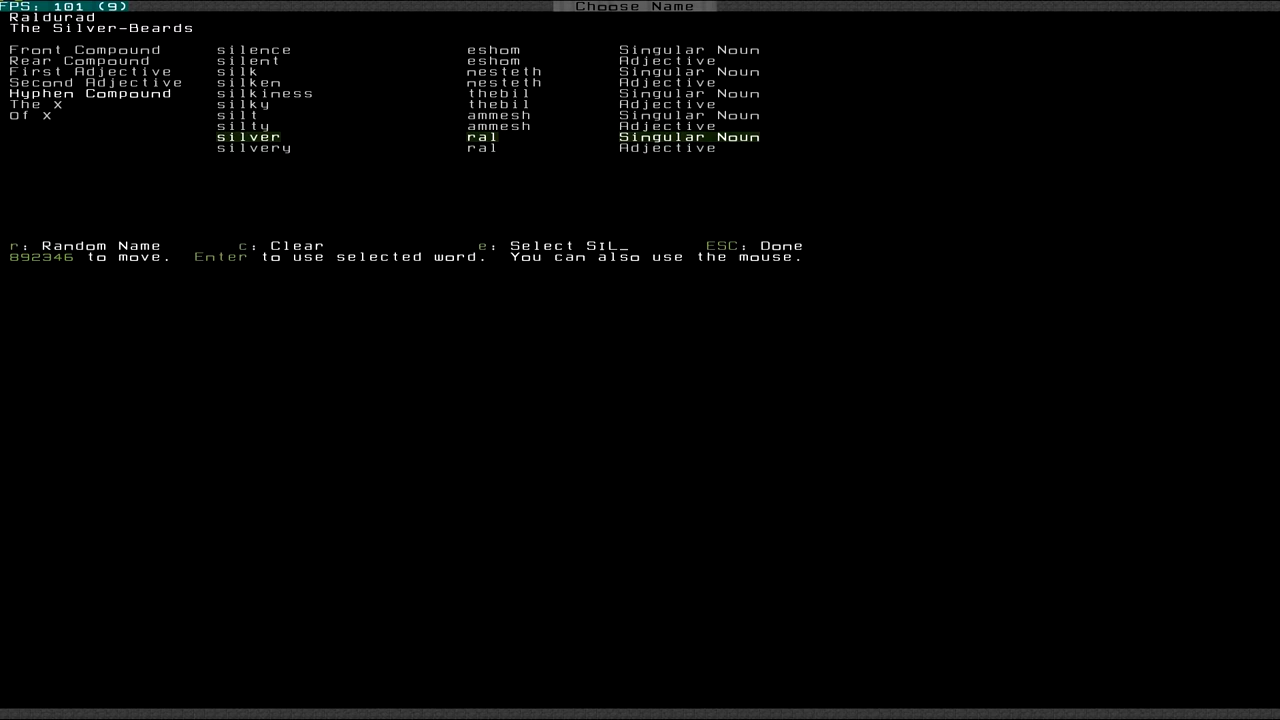 FPS: 101 (9) Choose Name
Raldurad
The Silver-Beards
Front Compound silence eshom Singular Noun
Rear Compound silent eshom Adjective
First Adjective silk nesteth Singular Noun
Second Adjective silken nesteth Adjective
Hyphen Compound silkiness thebil Singular Noun
The x silky thebil Adjective
of x silt ammesh Singular Noun
silty ammesh Adjective
silver ral Singular Noun
silvery ral Adjective
r: Random Name c: Clear e: Select SIL_ ESC: Done
892346 to move. Enter to use selected word. You can also use the mouse.